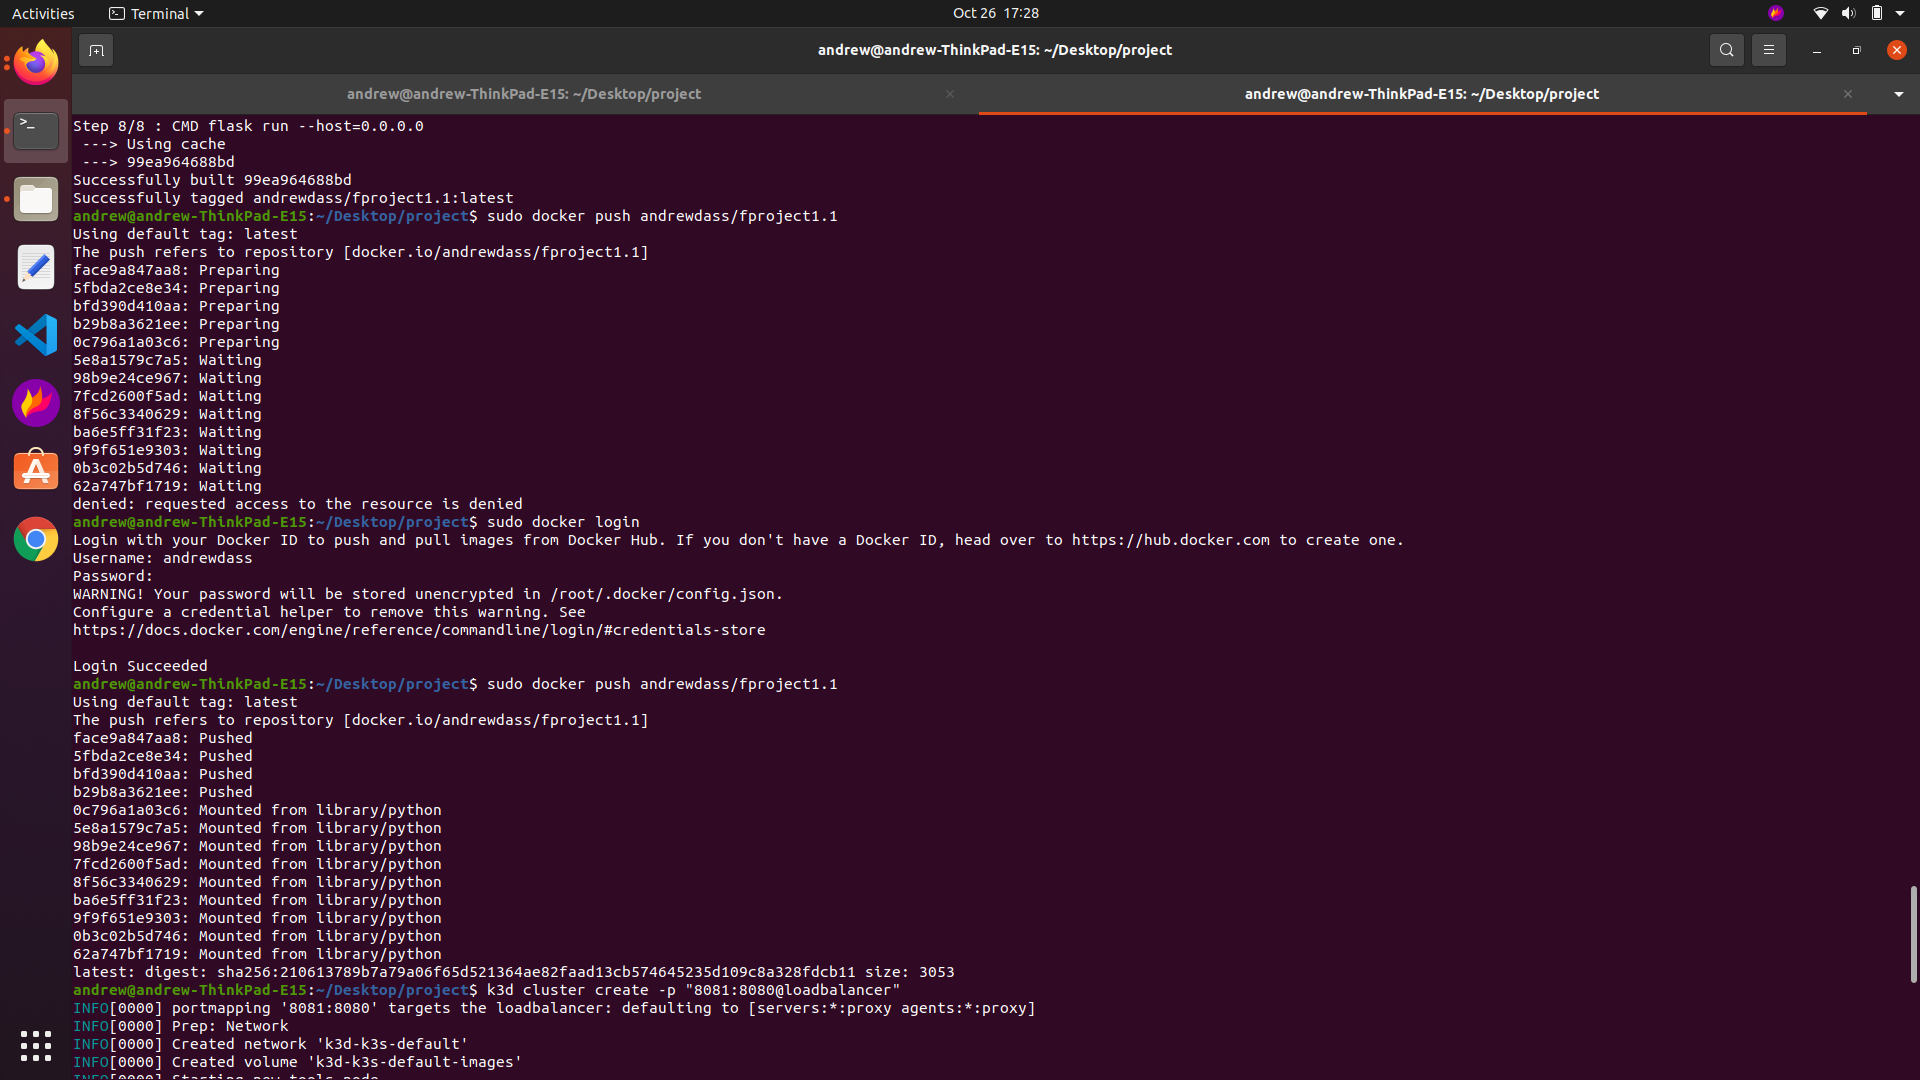 Activities
Terminal
Oct 26 17:28
andrew@andrew-ThinkPad-E15: ~/Desktop/project
andrew@andrew-ThinkPad-E15: ~/Desktop/project
andrew@andrew-ThinkPad-E15: ~/Desktop/project
Step 8/8 : CMD flask run --host=0.0.0.0
 ---> Using cache
 ---> 99ea964688bd
Successfully built 99ea964688bd
Successfully tagged andrewdass/fproject1.1:latest
andrew@andrew-ThinkPad-E15:~/Desktop/project$ sudo docker push andrewdass/fproject1.1
Using default tag: latest
The push refers to repository [docker.io/andrewdass/fproject1.1]
face9a847aa8: Preparing
5fbda2ce8e34: Preparing
bfd390d410aa: Preparing
b29b8a3621ee: Preparing
0c796a1a03c6: Preparing
5e8a1579c7a5: Waiting
98b9e24ce967: Waiting
7fcd2600f5ad: Waiting
8f56c3340629: Waiting
ba6e5ff31f23: Waiting
9f9f651e9303: Waiting
0b3c02b5d746: Waiting
62a747bf1719: Waiting
denied: requested access to the resource is denied
andrew@andrew-ThinkPad-E15:~/Desktop/project$ sudo docker login
Login with your Docker ID to push and pull images from Docker Hub. If you don't have a Docker ID, head over to https://hub.docker.com to create one.
Username: andrewdass
Password:
WARNING! Your password will be stored unencrypted in /root/.docker/config.json.
Configure a credential helper to remove this warning. See
https://docs.docker.com/engine/reference/commandline/login/#credentials-store
Login Succeeded
andrew@andrew-ThinkPad-E15:~/Desktop/project$ sudo docker push andrewdass/fproject1.1
Using default tag: latest
The push refers to repository [docker.io/andrewdass/fproject1.1]
face9a847aa8: Pushed
5fbda2ce8e34: Pushed
bfd390d410aa: Pushed
b29b8a3621ee: Pushed
0c796a1a03c6: Mounted from library/python
5e8a1579c7a5: Mounted from library/python
98b9e24ce967: Mounted from library/python
7fcd2600f5ad: Mounted from library/python
8f56c3340629: Mounted from library/python
ba6e5ff31f23: Mounted from library/python
9f9f651e9303: Mounted from library/python
0b3c02b5d746: Mounted from library/python
62a747bf1719: Mounted from library/python
latest: digest: sha256:210613789b7a79a06f65d521364ae82faad13cb574645235d109c8a328fdcb11 size: 3053
andrew@andrew-ThinkPad-E15:~/Desktop/project$ k3d cluster create -p "8081:8080@loadbalancer"
INFO[0000] portmapping '8081:8080' targets the loadbalancer: defaulting to [servers:*:proxy agents:*:proxy]
INFO[0000] Prep: Network
INFO[0000] Created network 'k3d-k3s-default'
INFO[0000] Created volume 'k3d-k3s-default-images'